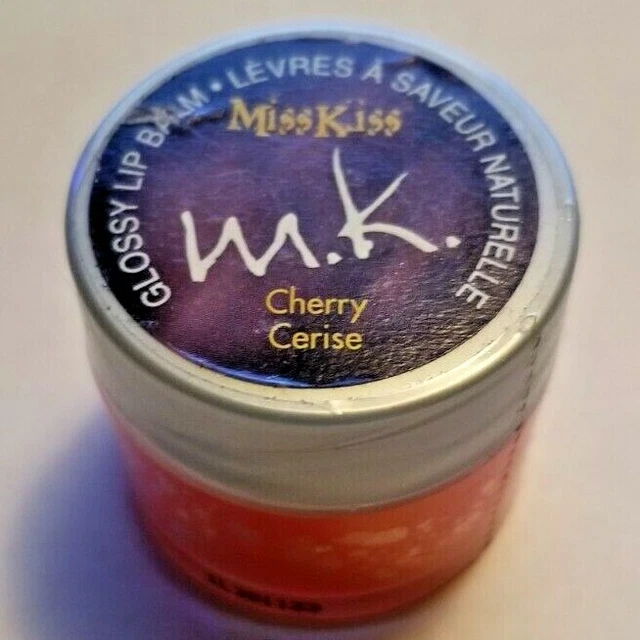 GLOSSY LIP BALM • LÈVRES À SAVEUR NATURELLE
MissKiss
m.K.
Cherry
Cerise